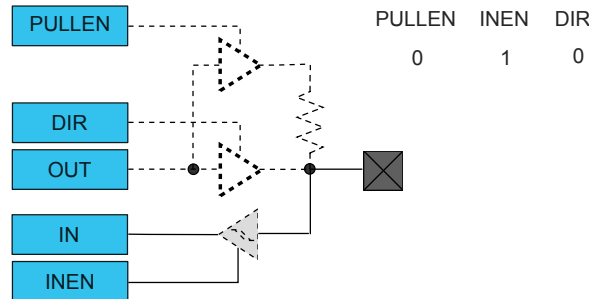 PULLEN
PULLEN INEN DIR
0 1 0
DIR
OUT
IN
INEN